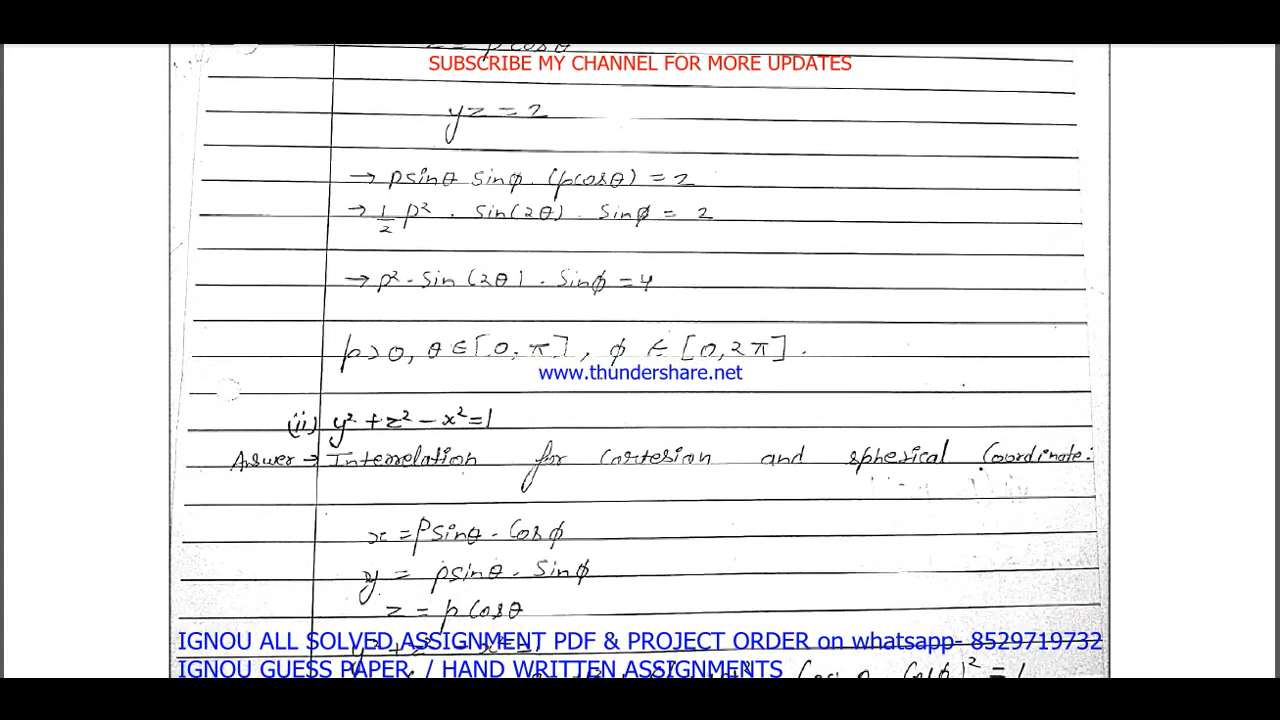 z = ρcosθ
SUBSCRIBE MY CHANNEL FOR MORE UPDATES
yz = 2
→ ρsinθ sinφ (ρcosθ) = 2
→ 1/2 ρ² . sin(2θ) . sinφ = 2
→ ρ² . sin(2θ) . sinφ = 4
ρ>0, θ ∈ [0, π], φ ∈ [0, 2π].
www.thundershare.net
(ii) y² + z² - x² = 1
Answer → Interrelation for cartesian and spherical Coordinate:
x = ρsinθ . Cosφ
y = ρsinθ . Sinφ
z = ρCosθ
IGNOU ALL SOLVED ASSIGNMENT PDF & PROJECT ORDER on whatsapp- 8529719732
IGNOU GUESS PAPER, / HAND WRITTEN ASSIGNMENTS